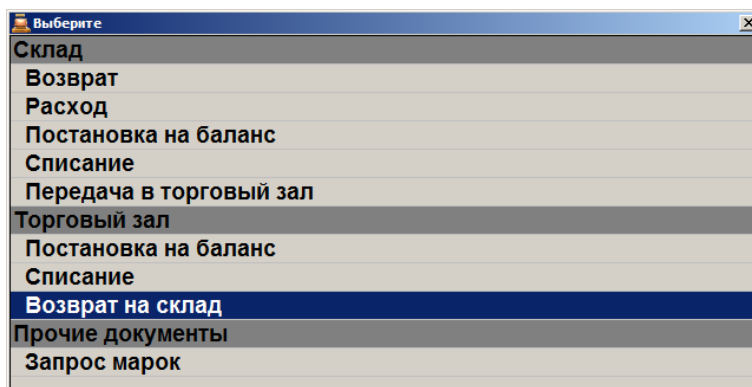 Выберите
Склад
Возврат
Расход
Постановка на баланс
Списание
Передача в торговый зал
Торговый зал
Постановка на баланс
Списание
Возврат на склад
Прочие документы
Запрос марок